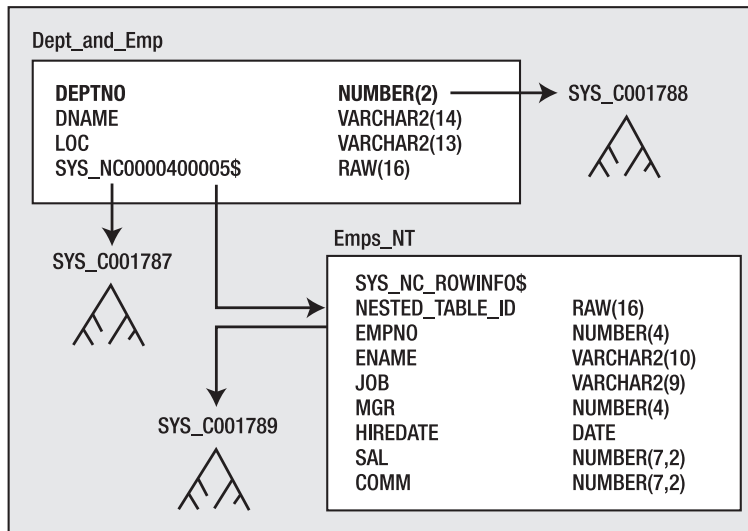 Dept_and_Emp
DEPTNO NUMBER(2)
DNAME VARCHAR2(14)
LOC VARCHAR2(13)
SYS_NC0000400005$ RAW(16)
SYS_C001788
SYS_C001787
Emps_NT
SYS_NC_ROWINFO$
NESTED_TABLE_ID RAW(16)
EMPNO NUMBER(4)
ENAME VARCHAR2(10)
JOB VARCHAR2(9)
MGR NUMBER(4)
HIREDATE DATE
SAL NUMBER(7,2)
COMM NUMBER(7,2)
SYS_C001789